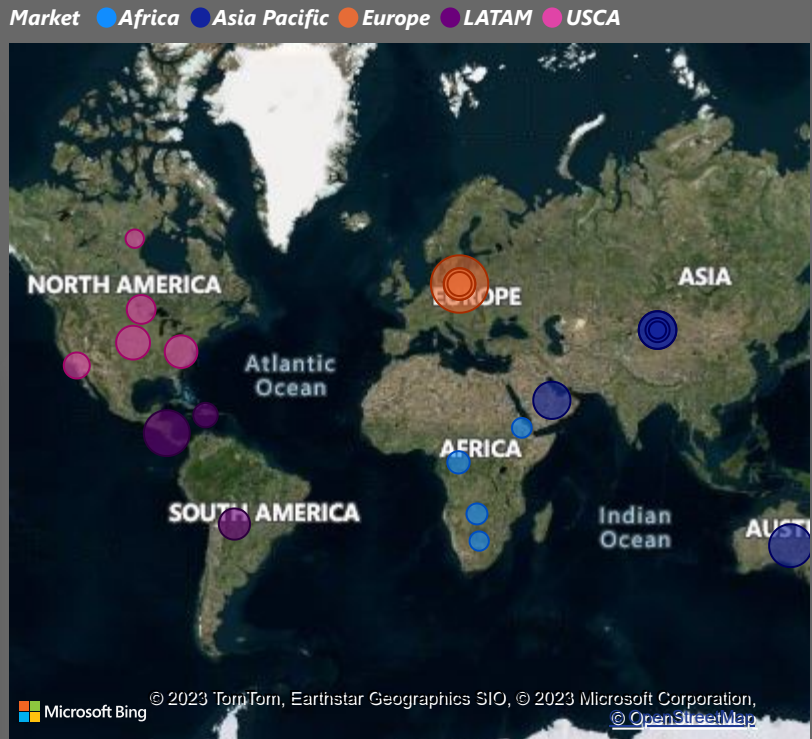 Market Africa Asia Pacific Europe LATAM USCA
NORTH AMERICA
EUROPE
ASIA
Atlantic
Ocean
AFRICA
SOUTH AMERICA
Indian
Ocean
AUST
© 2023 TomTom, Earthstar Geographics SIO, © 2023 Microsoft Corporation,
Microsoft Bing
© OpenStreetMap